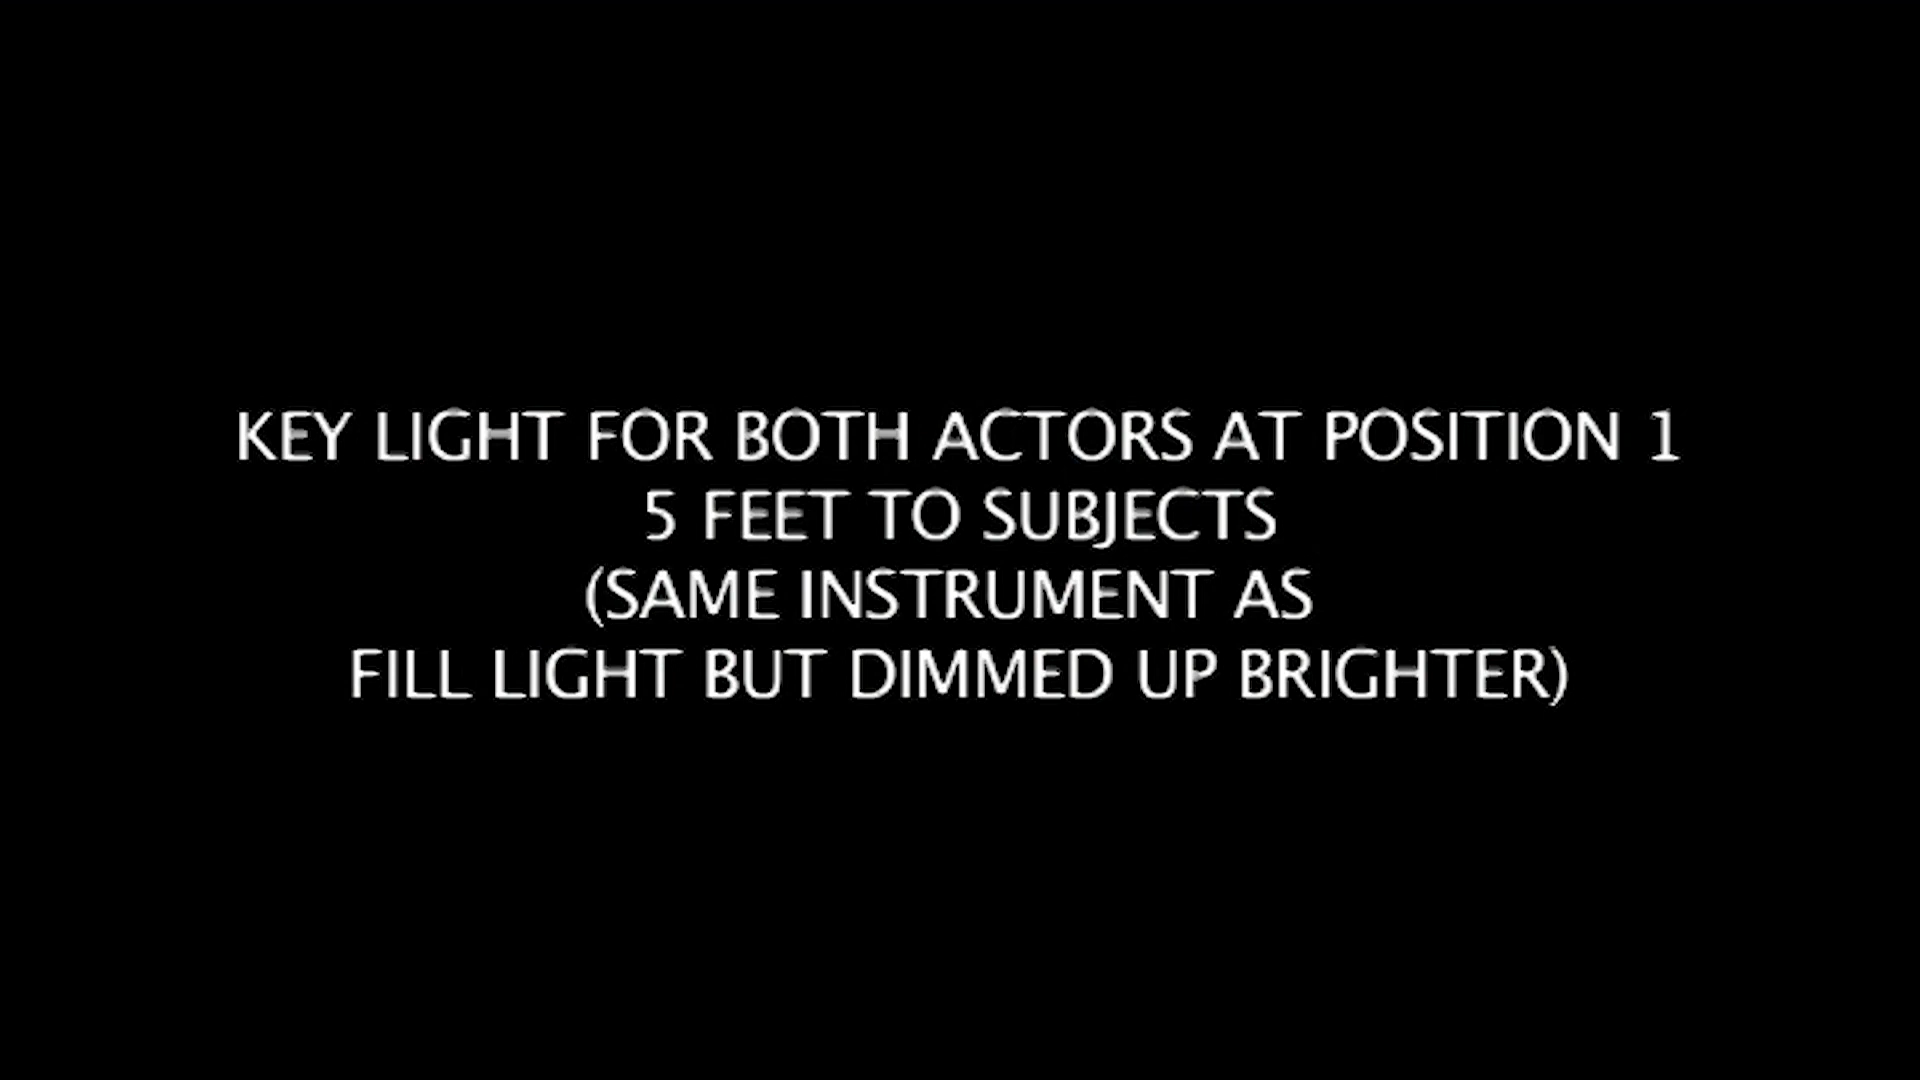 KEY LIGHT FOR BOTH ACTORS AT POSITION 1
5 FEET TO SUBJECTS
(SAME INSTRUMENT AS
FILL LIGHT BUT DIMMED UP BRIGHTER)